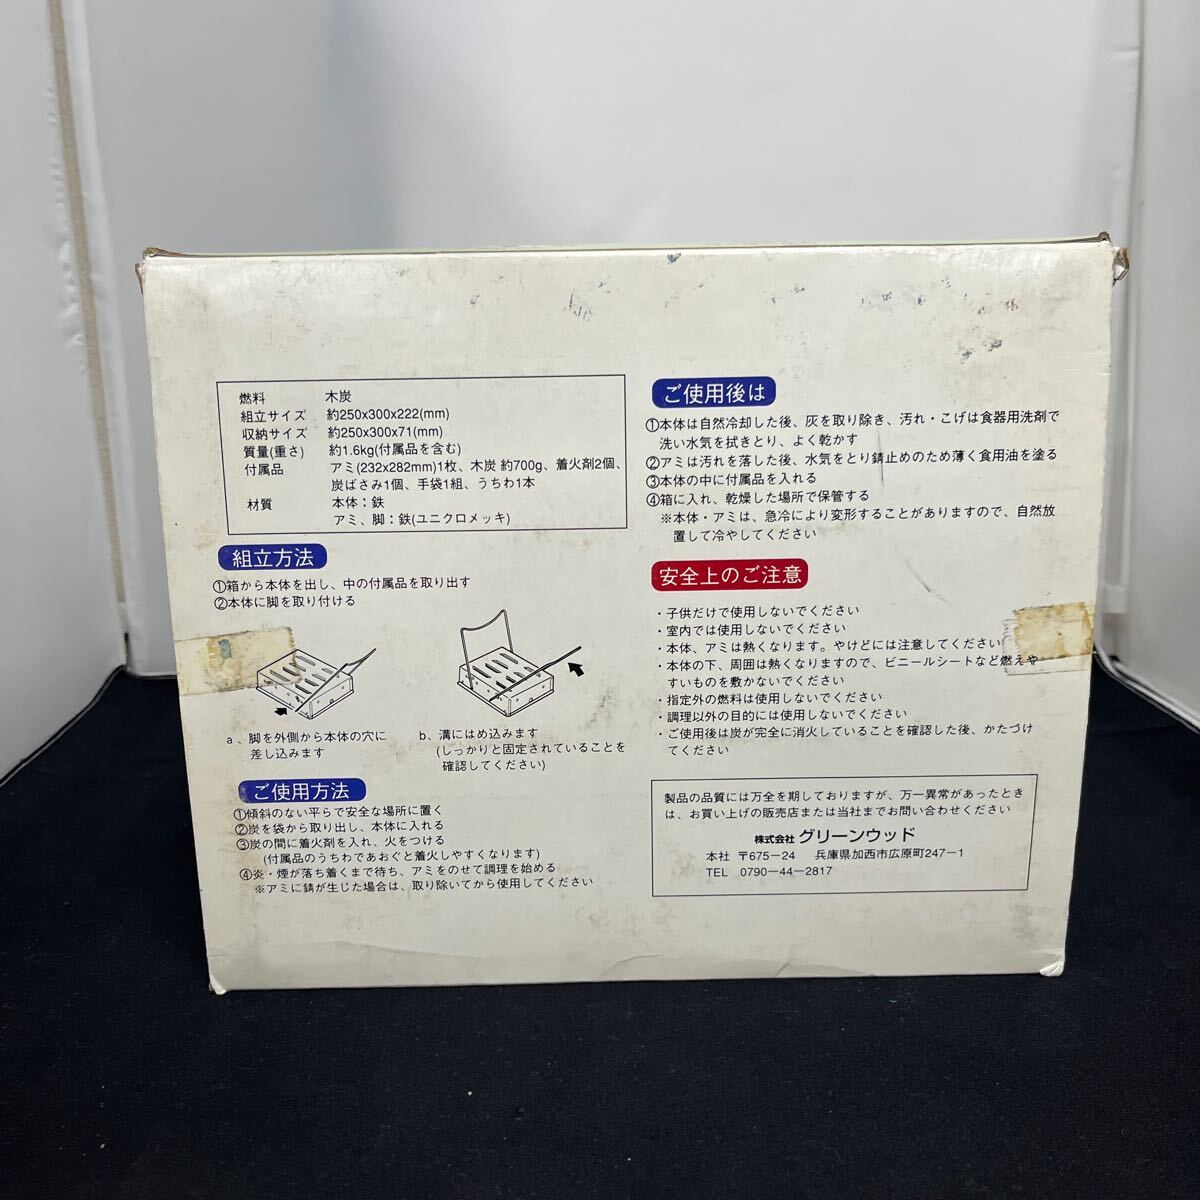 燃料　木炭
組立サイズ　約250x300x222(mm)
収納サイズ　約250x300x71(mm)
質量(重さ)　約1.6kg(付属品を含む)
付属品　アミ(232x282mm)1枚、木炭 約700g、着火剤2個、
炭ばさみ1個、手袋1組、うちわ1本
材質　本体：鉄
アミ、脚：鉄(ユニクロメッキ)
組立方法
①箱から本体を出し、中の付属品を取り出す
②本体に脚を取り付ける
a、脚を外側から本体の穴に
差し込みます
b、溝にはめ込みます
(しっかりと固定されていることを
確認してください)
ご使用方法
①傾斜のない平らで安全な場所に置く
②炭を袋から取り出し、本体に入れる
③炭の間に着火剤を入れ、火をつける
(付属品のうちわであおぐと着火しやすくなります)
④炎・煙が落ち着くまで待ち、アミをのせて調理を始める
※アミに錆が生じた場合は、取り除いてから使用してください
ご使用後は
①本体は自然冷却した後、灰を取り除き、汚れ・こげは食器用洗剤で
洗い水気を拭きとり、よく乾かす
②アミは汚れを落した後、水気をとり錆止めのため薄く食用油を塗る
③本体の中に付属品を入れる
④箱に入れ、乾燥した場所で保管する
※本体・アミは、急冷により変形することがありますので、自然放
置して冷やしてください
安全上のご注意
・子供だけで使用しないでください
・室内では使用しないでください
・本体、アミは熱くなります。やけどには注意してください
・本体の下、周囲は熱くなりますので、ビニールシートなど燃えや
すいものを敷かないでください
・指定外の燃料は使用しないでください
・調理以外の目的には使用しないでください
・ご使用後は炭が完全に消火していることを確認した後、かたづけ
てください
製品の品質には万全を期しておりますが、万一異常があったとき
は、お買い上げの販売店または当社までお問い合わせください
株式会社 グリーンウッド
本社　〒675-24　兵庫県加西市広原町247-1
TEL　0790-44-2817